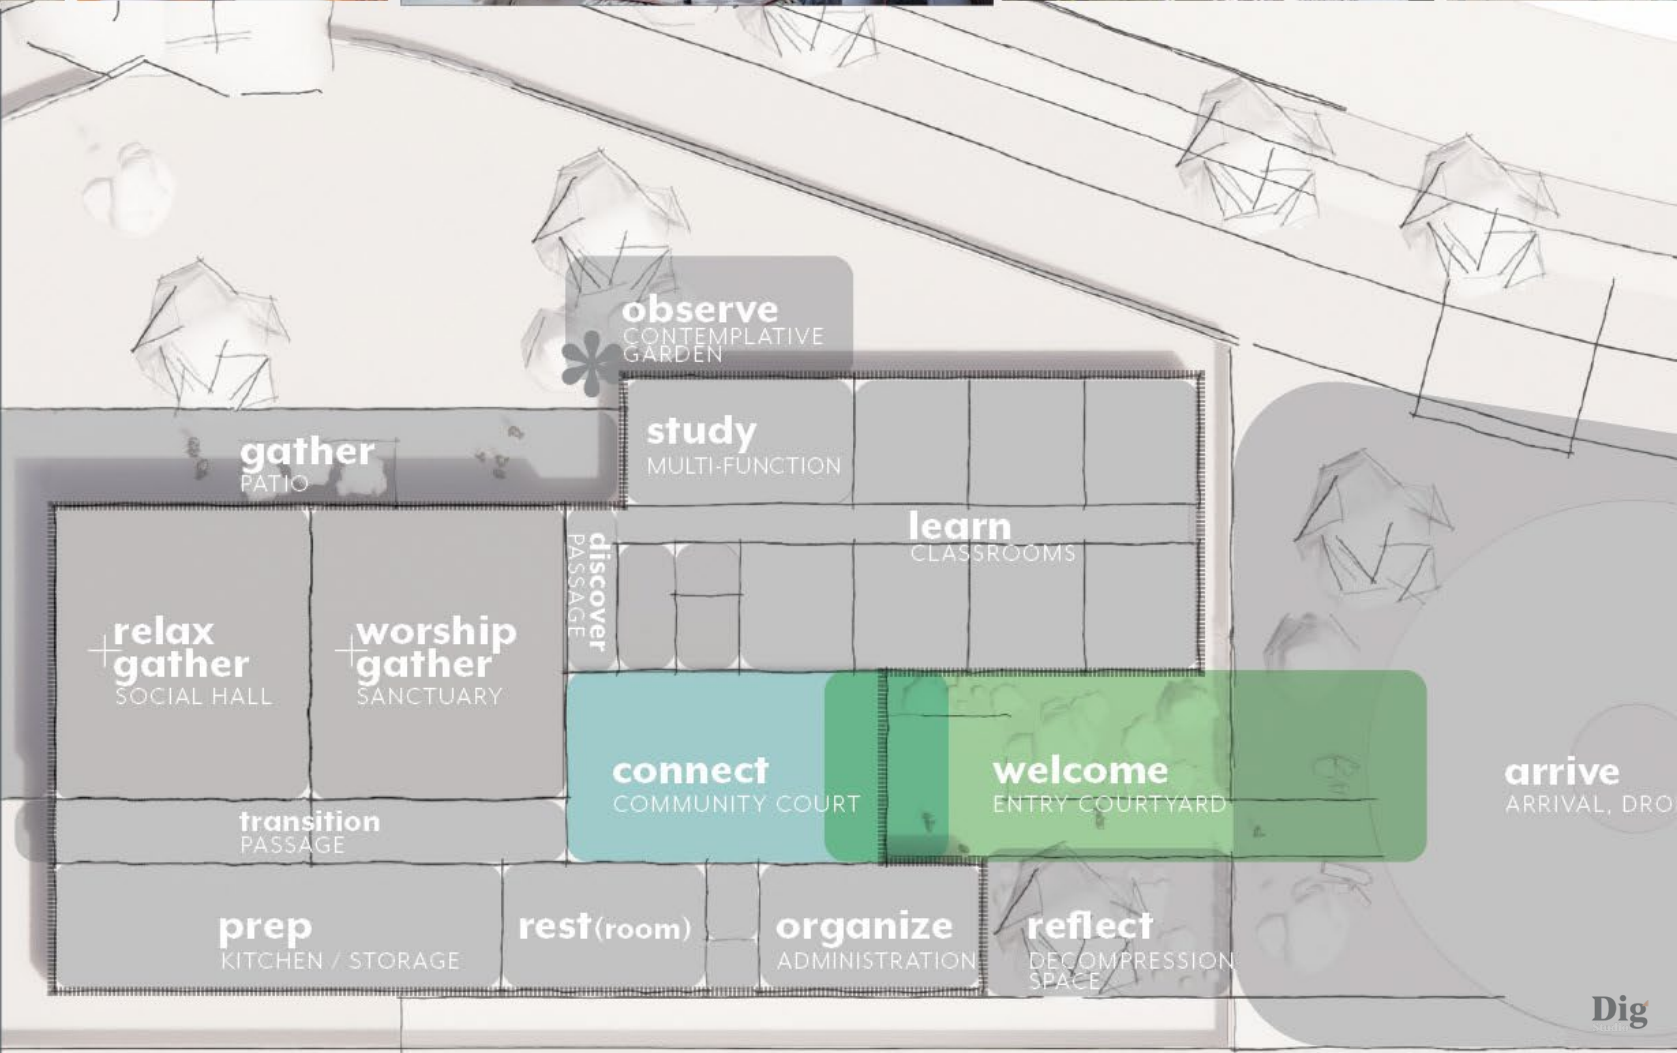 observe
CONTEMPLATIVE
GARDEN
study
MULTI-FUNCTION
gather
PATIO
learn
CLASSROOMS
discover
PASSAGE
relax
gather
SOCIAL HALL
worship
gather
SANCTUARY
connect
COMMUNITY COURT
welcome
ENTRY COURTYARD
arrive
ARRIVAL, DRO
transition
PASSAGE
prep
KITCHEN / STORAGE
rest(room)
organize
ADMINISTRATION
reflect
DECOMPRESSION
SPACE
Dig
Studio